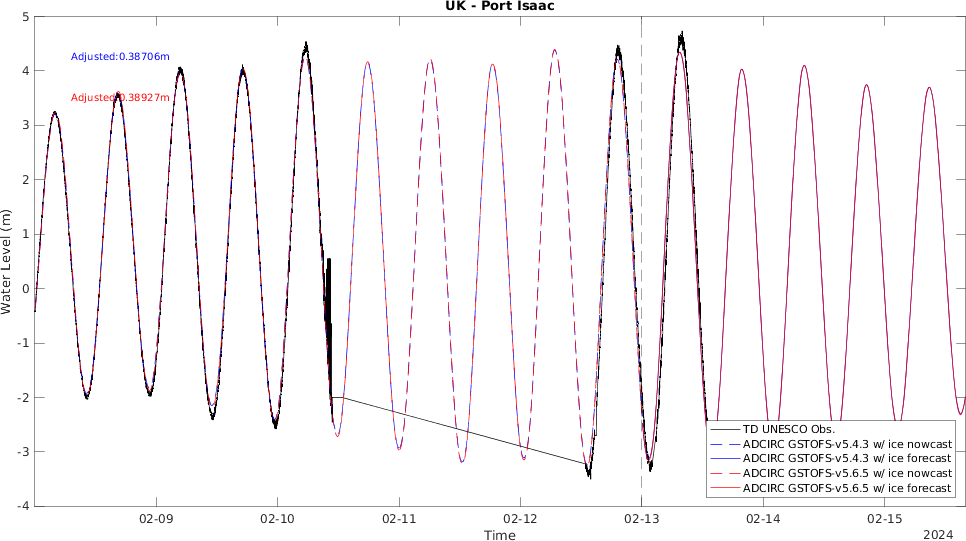 UK - Port Isaac
5
4
3
2
1
0
-1
-2
-3
-4
Water Level (m)
Adjusted:0.38706m
Adjusted:0.38927m
TD UNESCO Obs.
ADCIRC GSTOFS-v5.4.3 w/ ice nowcast
ADCIRC GSTOFS-v5.4.3 w/ ice forecast
ADCIRC GSTOFS-v5.6.5 w/ ice nowcast
ADCIRC GSTOFS-v5.6.5 w/ ice forecast
02-09 02-10 02-11 02-12 02-13 02-14 02-15
Time
2024